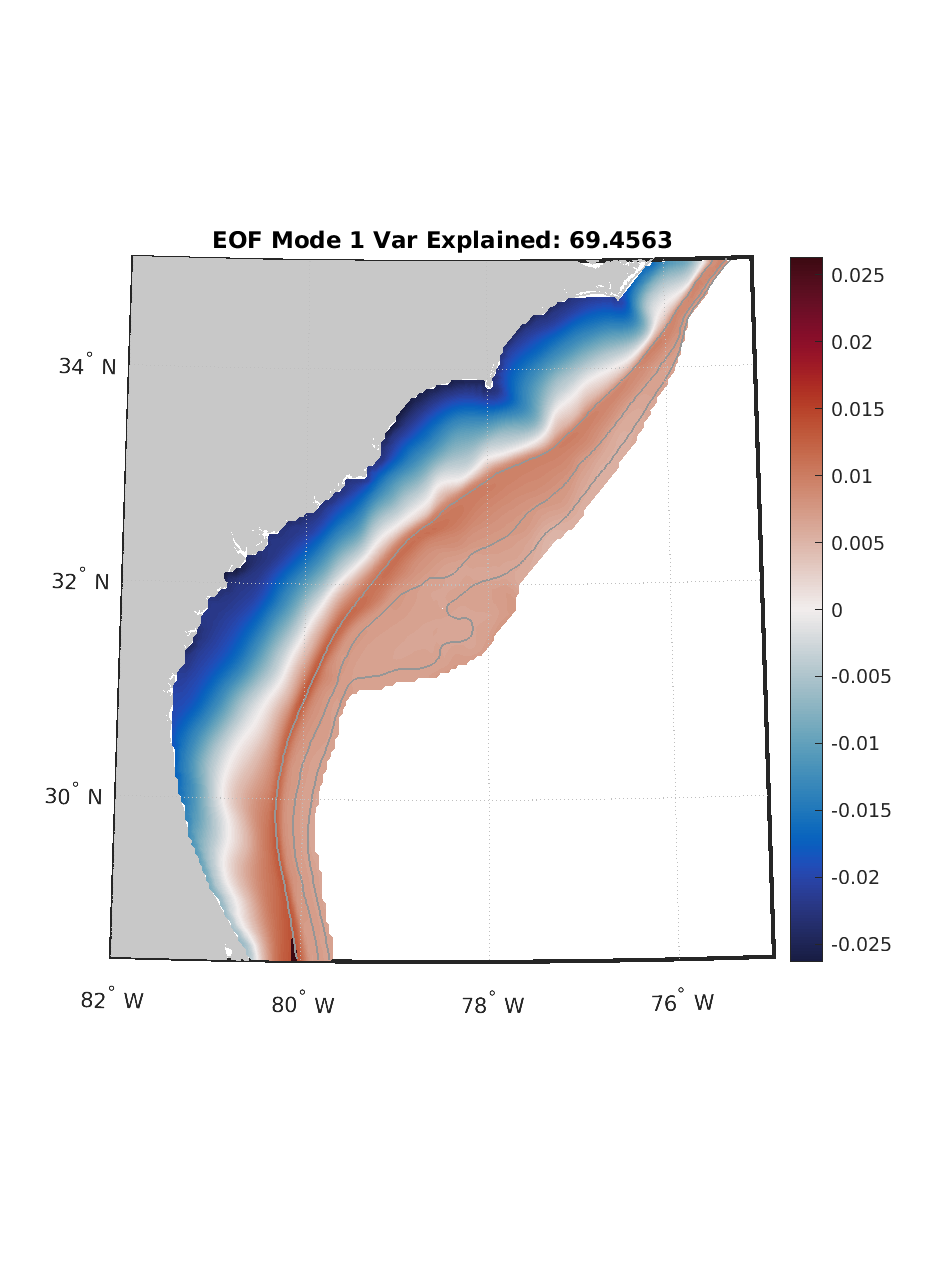 EOF Mode 1 Var Explained: 69.4563
34° N
32° N
30° N
82° W
80° W
78° W
76° W
0.025
0.02
0.015
0.01
0.005
0
-0.005
-0.01
-0.015
-0.02
-0.025